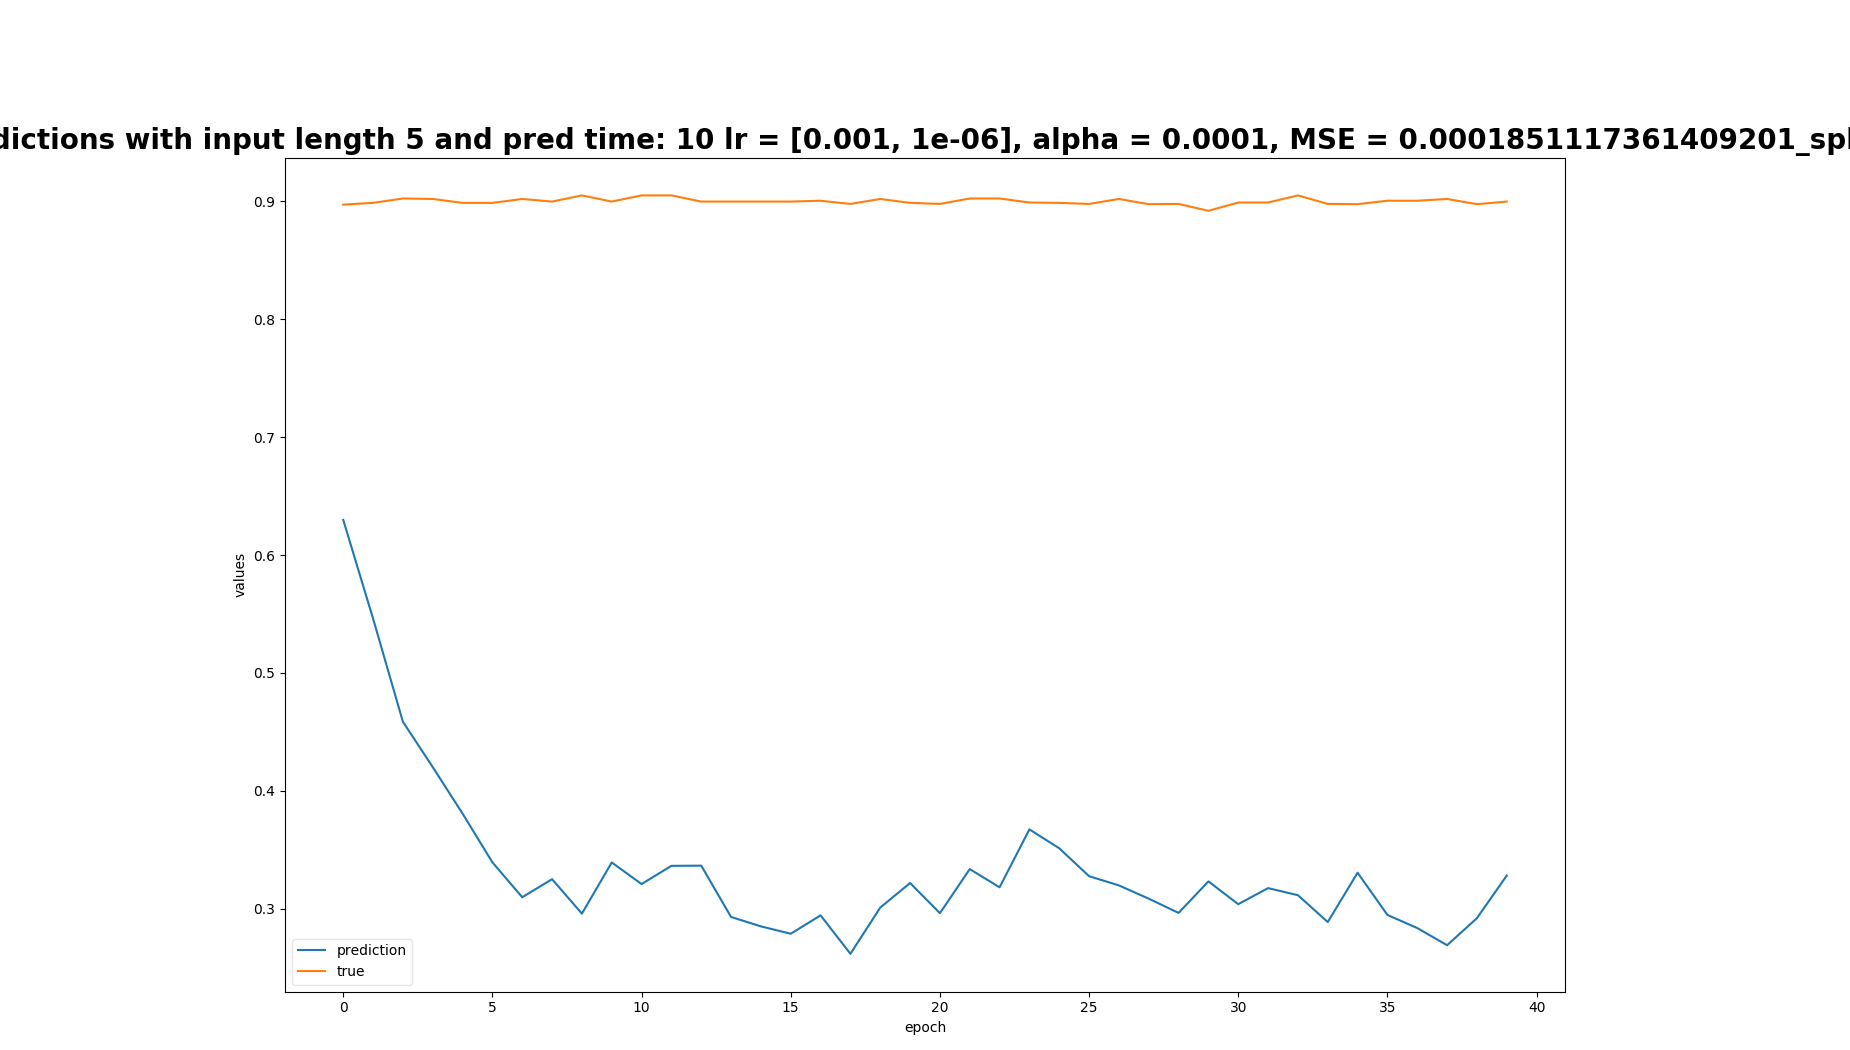 dictions with input length 5 and pred time: 10 lr = [0.001, 1e-06], alpha = 0.0001, MSE = 0.0001851117361409201_spl
0.9
0.8
0.7
0.6
0.5
0.4
0.3
values
prediction
true
0 5 10 15 20 25 30 35 40
epoch